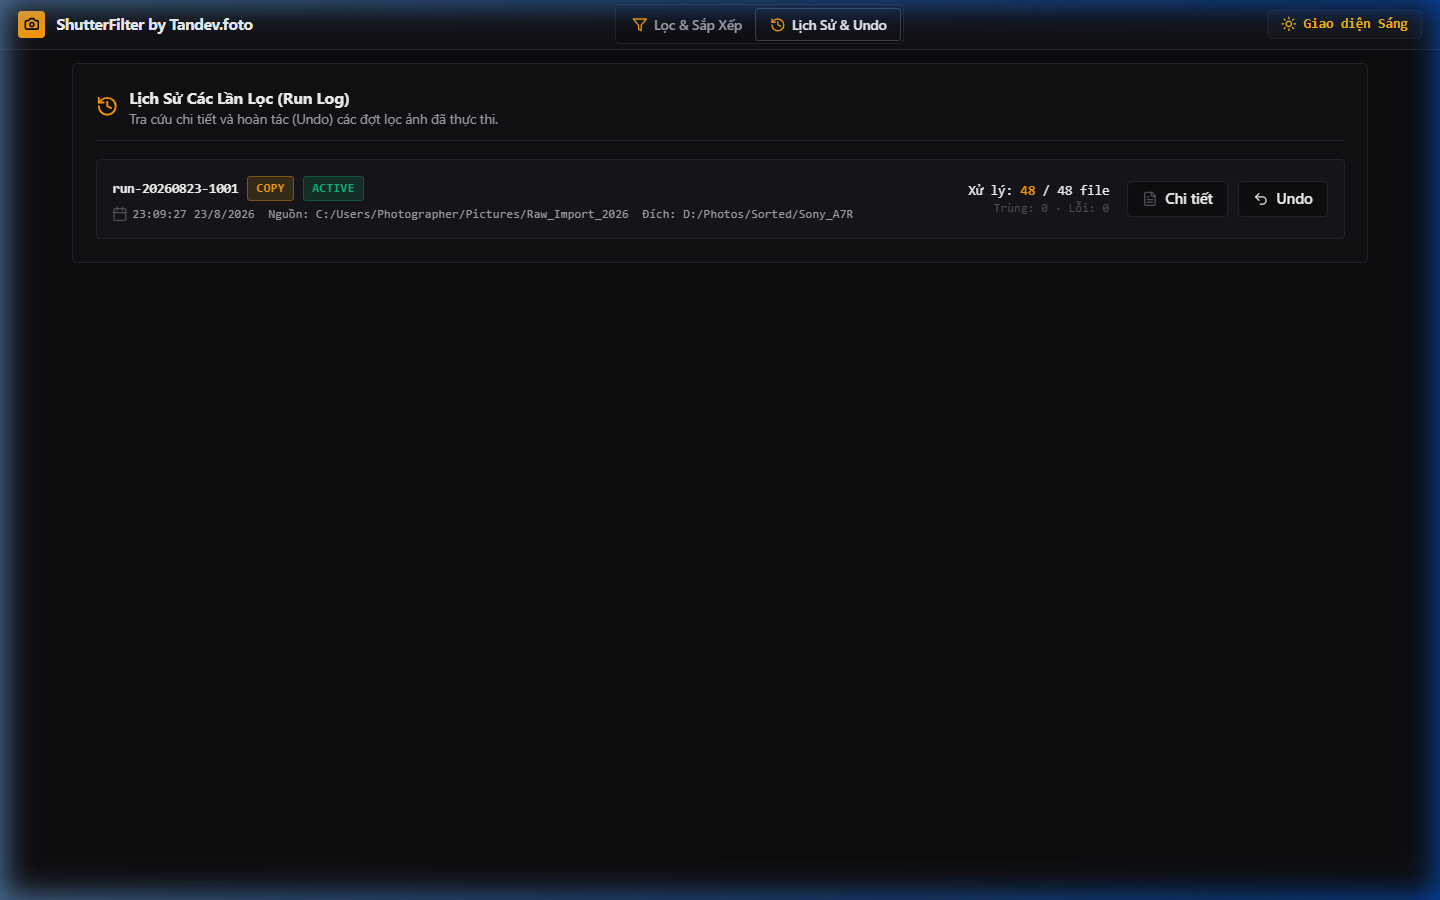 ShutterFilter by Tandev.foto
Lọc & Sắp Xếp
Lịch Sử & Undo
Giao diện Sáng
Lịch Sử Các Lần Lọc (Run Log)
Tra cứu chi tiết và hoàn tác (Undo) các đợt lọc ảnh đã thực thi.
run-20260823-1001 COPY ACTIVE
23:09:27 23/8/2026 Nguồn: C:/Users/Photographer/Pictures/Raw_Import_2026 Đích: D:/Photos/Sorted/Sony_A7R
Xử lý: 48 / 48 file
Trùng: 0 · Lỗi: 0
Chi tiết
Undo